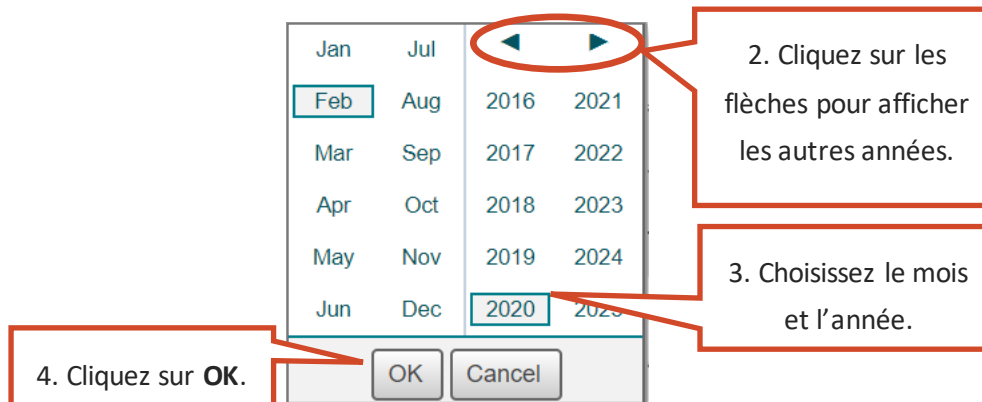 Jan Jul ◄ ►
Feb Aug 2016 2021
Mar Sep 2017 2022
Apr Oct 2018 2023
May Nov 2019 2024
Jun Dec 2020 2025
OK Cancel
2. Cliquez sur les
flèches pour afficher
les autres années.
3. Choisissez le mois
et l’année.
4. Cliquez sur OK.